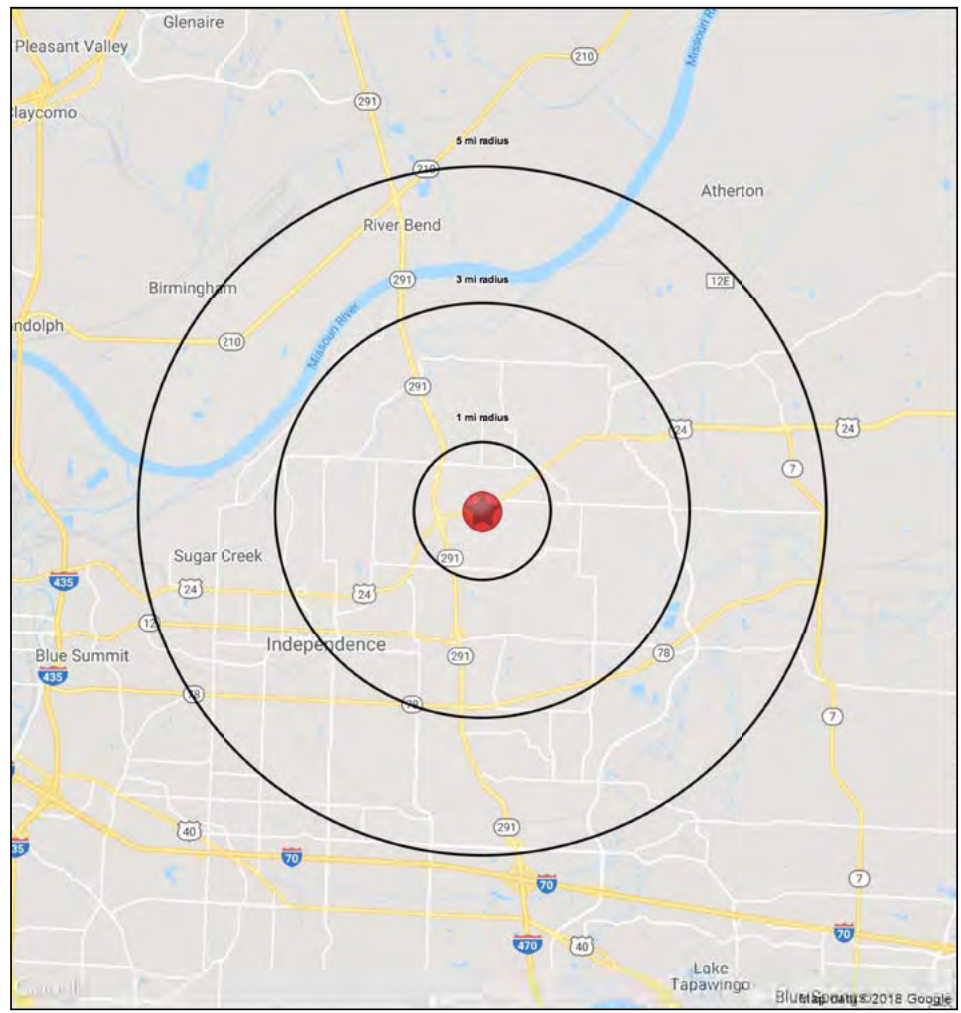 Glenaire
Missouri R
Pleasant Valley
210
291
Claycomo
5 mi radius
210
Atherton
River Bend
291
3 mi radius
12E
Birmingham
Missouri River
ndolph
210
291
1 mi radius
24
24
7
291
Sugar Creek
435
24
24
12
Independence
291
78
Blue Summit
435
78
78
7
291
40
35
70
70
7
70
470
40
Lake
Tapawingo
Map data ©2018 Google